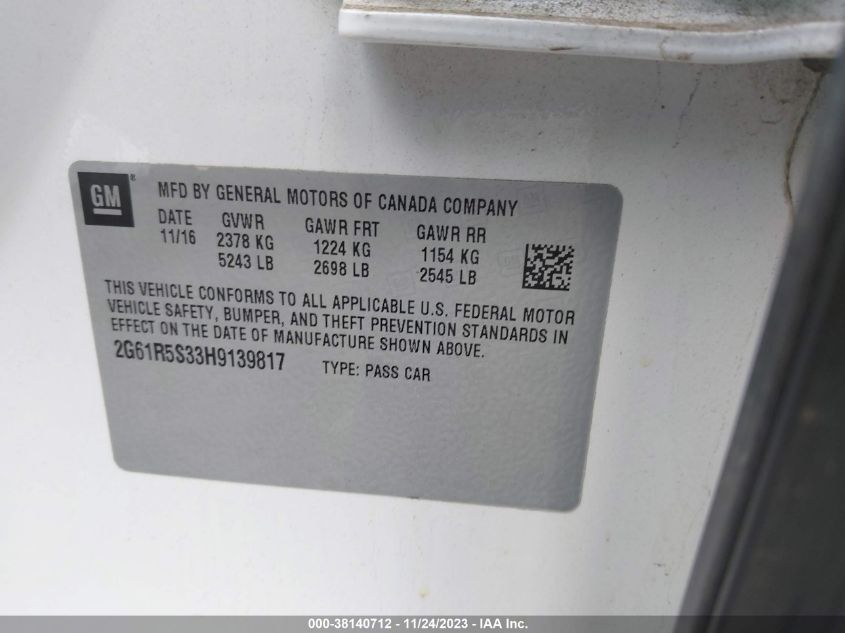 GM ® MFD BY GENERAL MOTORS OF CANADA COMPANY
DATE GVWR GAWR FRT GAWR RR
11/16 2378 KG 1224 KG 1154 KG
5243 LB 2698 LB 2545 LB
THIS VEHICLE CONFORMS TO ALL APPLICABLE U.S. FEDERAL MOTOR
VEHICLE SAFETY, BUMPER, AND THEFT PREVENTION STANDARDS IN
EFFECT ON THE DATE OF MANUFACTURE SHOWN ABOVE.
2G61R5S33H9139817 TYPE: PASS CAR
000-38140712 - 11/24/2023 - IAA Inc.